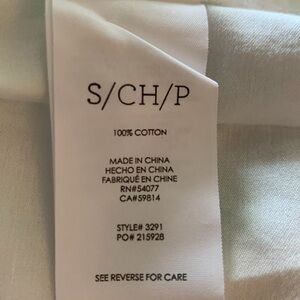 S/CH/P
100% COTTON
MADE IN CHINA
HECHO EN CHINA
FABRIQUÉ EN CHINE
RN#54077
CA#59814
STYLE# 3291
PO# 215928
SEE REVERSE FOR CARE